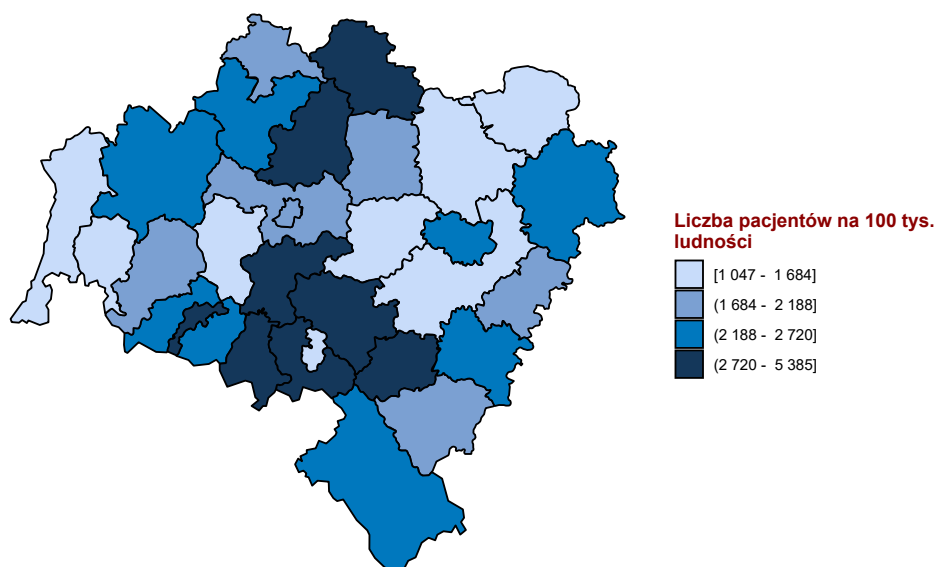 Liczba pacjentów na 100 tys.
ludności
[1 047 - 1 684]
(1 684 - 2 188]
(2 188 - 2 720]
(2 720 - 5 385]